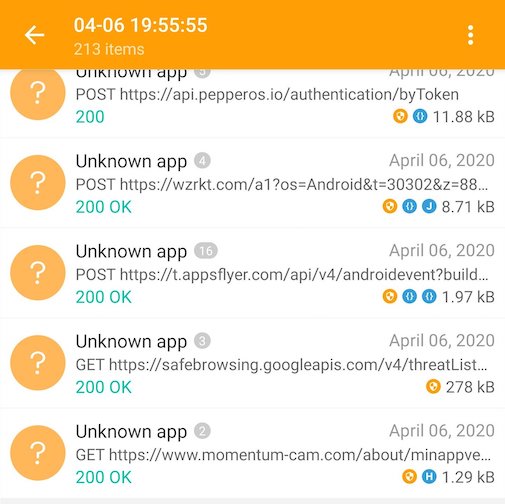 04-06 19:55:55
213 items
Unknown app 5 April 06, 2020
POST https://api.pepperos.io/authentication/byToken
200 11.88 kB
Unknown app 4 April 06, 2020
POST https://wzrkt.com/a1?os=Android&t=30302&z=88...
200 OK J 8.71 kB
Unknown app 16 April 06, 2020
POST https://t.appsflyer.com/api/v4/androidevent?build...
200 OK 1.97 kB
Unknown app 3 April 06, 2020
GET https://safebrowsing.googleapis.com/v4/threatList...
200 OK 278 kB
Unknown app 2 April 06, 2020
GET https://www.momentum-cam.com/about/minappve...
200 OK H 1.29 kB